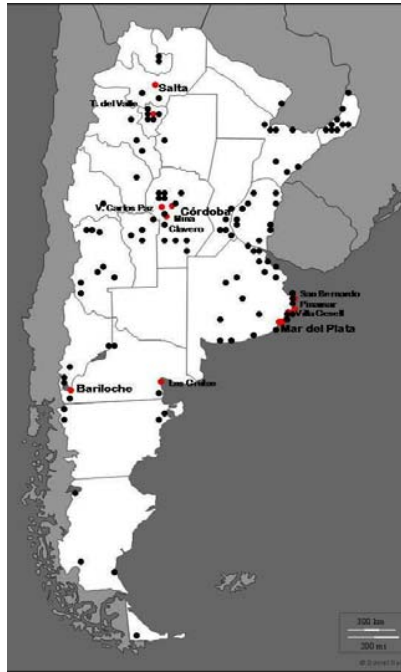 Salta
T. del Valle
V. Carlos Paz
Córdoba
Mina
Clavero
San Bernardo
Pinamar
Villa Gesell
Mar del Plata
Bariloche
Las Grutas
300 km
200 mi